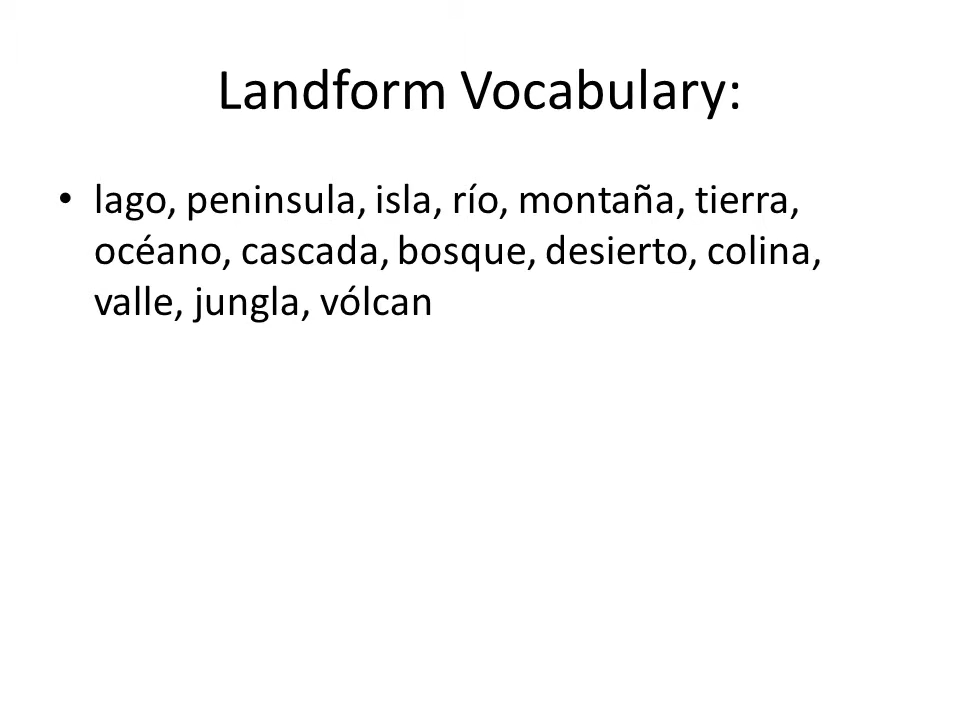 Landform Vocabulary:
• lago, peninsula, isla, río, montaña, tierra,
océano, cascada, bosque, desierto, colina,
valle, jungla, vólcan